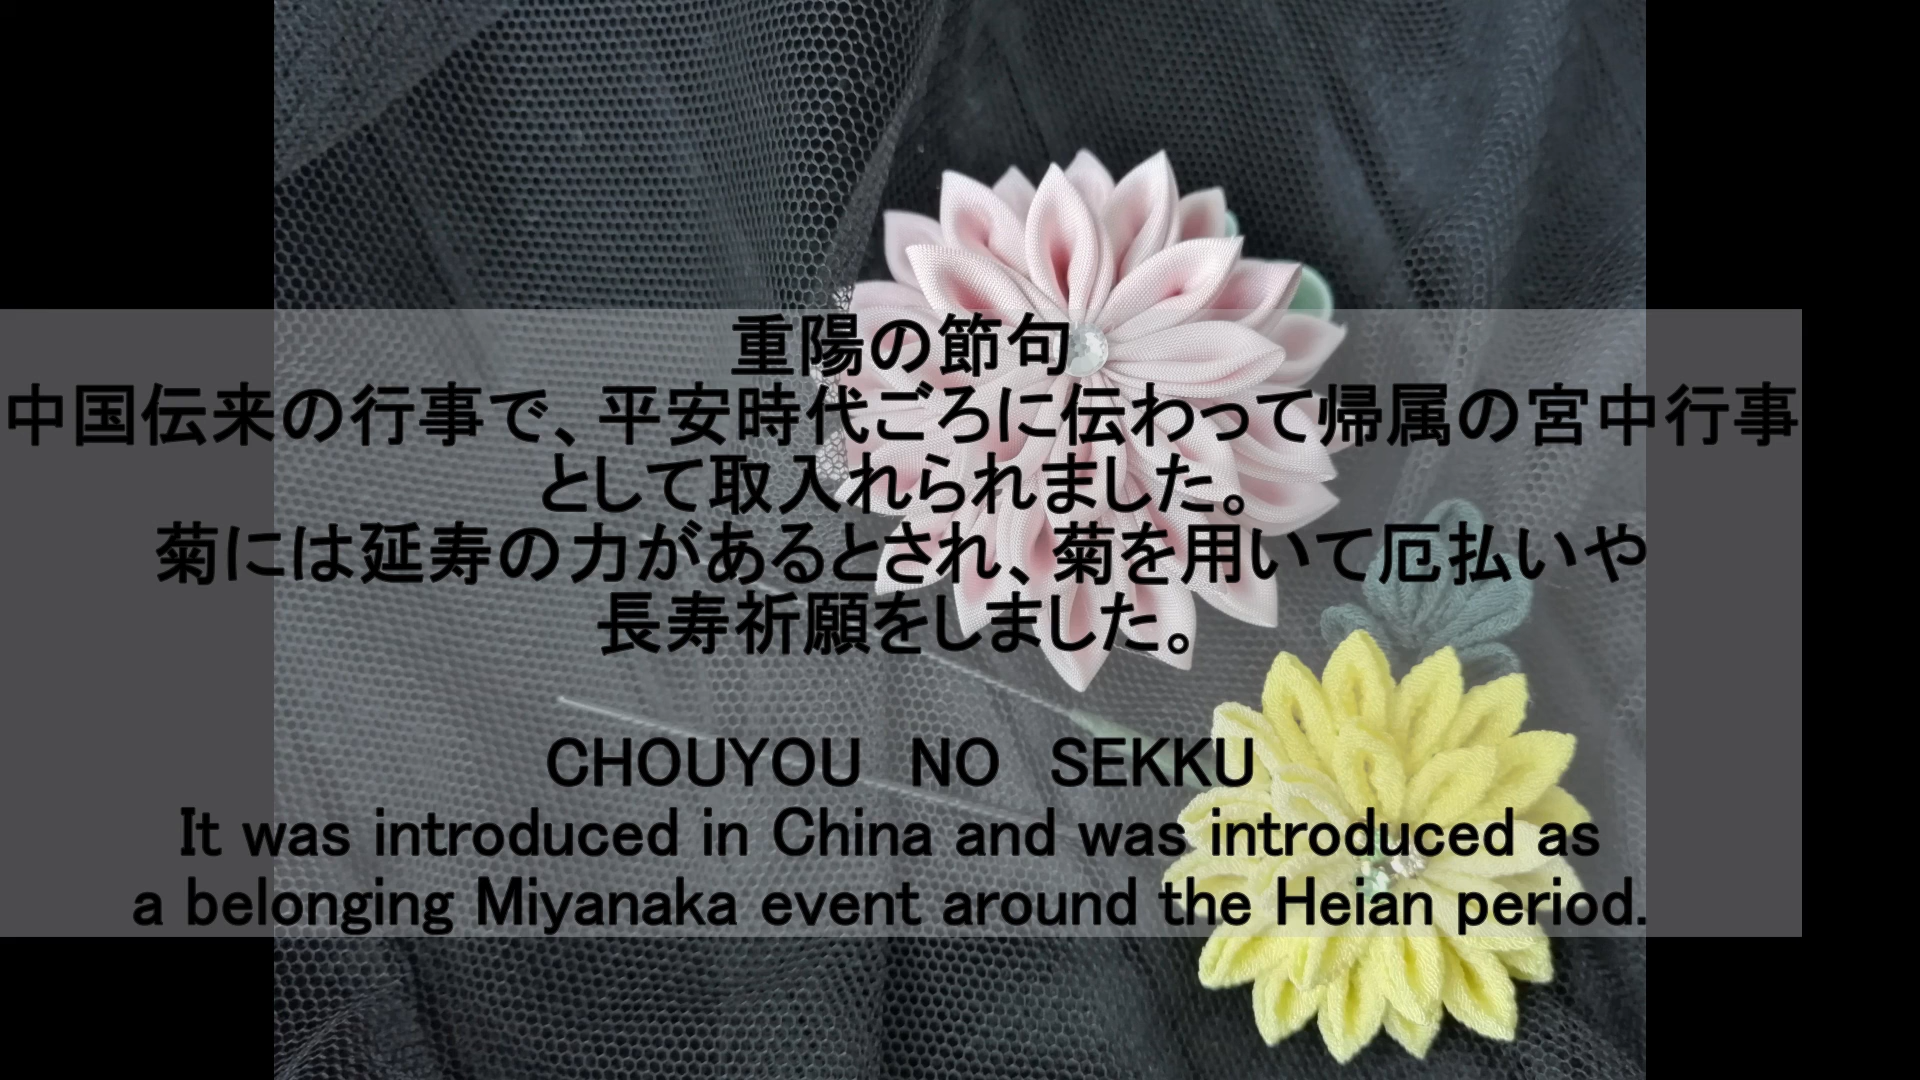 重陽の節句
中国伝来の行事で、平安時代ごろに伝わって帰属の宮中行事
として取入れられました。
菊には延寿の力があるとされ、菊を用いて厄払いや
長寿祈願をしました。
CHOUYOU　NO　SEKKU
It was introduced in China and was introduced as
a belonging Miyanaka event around the Heian period.